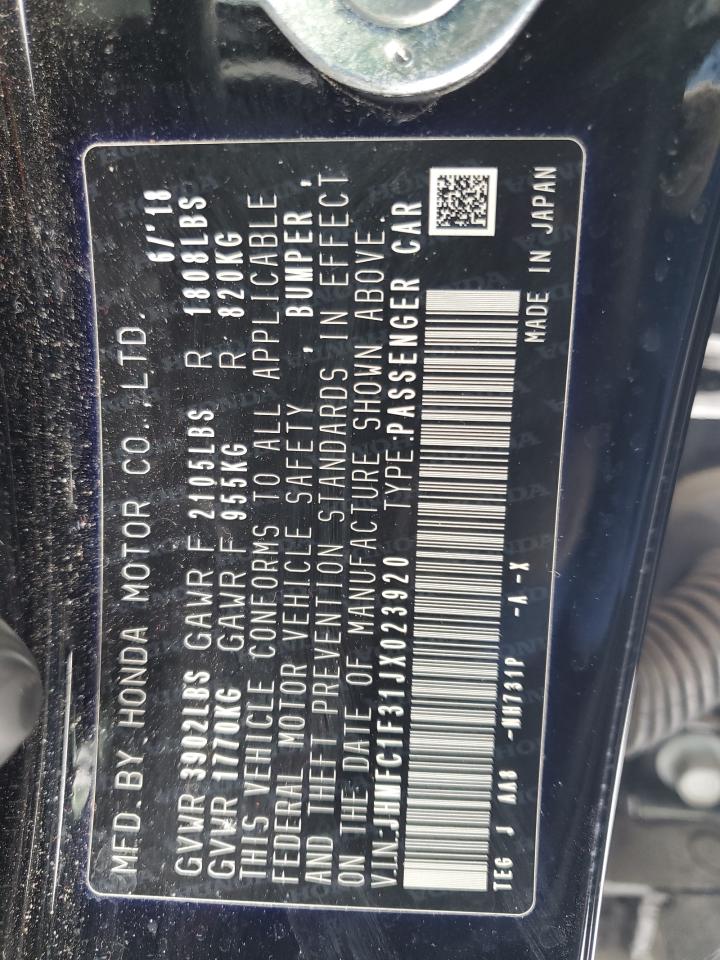 MFD. BY HONDA MOTOR CO., LTD. 6/'18
GVWR 3902LBS GAWR F 2105LBS R 1808LBS
GVWR 1770KG GAWR F 955KG R 820KG
THIS VEHICLE CONFORMS TO ALL APPLICABLE
FEDERAL MOTOR VEHICLE SAFETY , BUMPER ,
AND THEFT PREVENTION STANDARDS IN EFFECT
ON THE DATE OF MANUFACTURE SHOWN ABOVE.
V.I.N: JHMFC1F31JX023920 TYPE:PASSENGER CAR
TEG J AA8 -NH731P -A-X MADE IN JAPAN